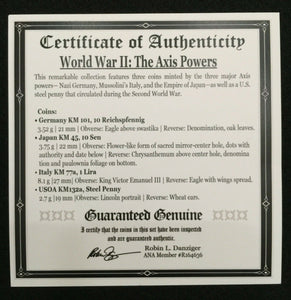 Certificate of Authenticity
World War II: The Axis Powers
This remarkable collection features three coins minted by the three major Axis
powers— Nazi Germany, Mussolini's Italy, and the Empire of Japan—as well as a U.S.
steel penny that circulated during the Second World War.
Coins:
• Germany KM 101, 10 Reichspfennig
3.52 g | 21 mm | Obverse: Eagle above swastika | Reverse: Denomination, oak leaves.
• Japan KM 45, 10 Sen
3.75 g | 22 mm | Obverse: Flower-like form of sacred mirror-center hole, dots with
authority and date below | Reverse: Chrysanthemum above center hole, denomina
tion and paulownia foliage on bottom.
• Italy KM 77a, 1 Lira
8.1 g |27 mm| Obverse: King Victor Emanuel III | Reverse: Eagle with wings spread.
• USOA KM132a, Steel Penny
2.7 g |19 mm | Obverse: Lincoln portrait | Reverse: Wheat ears.
Guaranteed Genuine
I certify that the coins in this set have been inspected
and are guaranteed authentic.
Robin L. Danziger
ANA Member #R164636